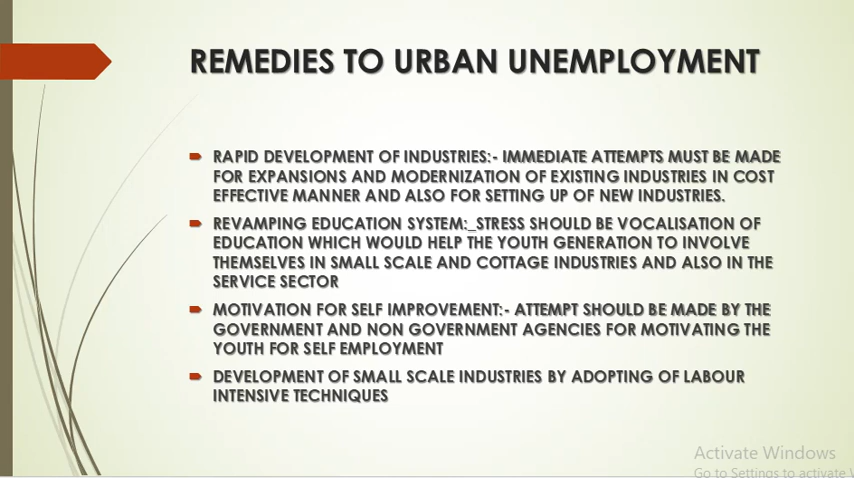 REMEDIES TO URBAN UNEMPLOYMENT
RAPID DEVELOPMENT OF INDUSTRIES:- IMMEDIATE ATTEMPTS MUST BE MADE
FOR EXPANSIONS AND MODERNIZATION OF EXISTING INDUSTRIES IN COST
EFFECTIVE MANNER AND ALSO FOR SETTING UP OF NEW INDUSTRIES.
REVAMPING EDUCATION SYSTEM:_STRESS SHOULD BE VOCALISATION OF
EDUCATION WHICH WOULD HELP THE YOUTH GENERATION TO INVOLVE
THEMSELVES IN SMALL SCALE AND COTTAGE INDUSTRIES AND ALSO IN THE
SERVICE SECTOR
MOTIVATION FOR SELF IMPROVEMENT:- ATTEMPT SHOULD BE MADE BY THE
GOVERNMENT AND NON GOVERNMENT AGENCIES FOR MOTIVATING THE
YOUTH FOR SELF EMPLOYMENT
DEVELOPMENT OF SMALL SCALE INDUSTRIES BY ADOPTING OF LABOUR
INTENSIVE TECHNIQUES
Activate Windows
Go to Settings to activate